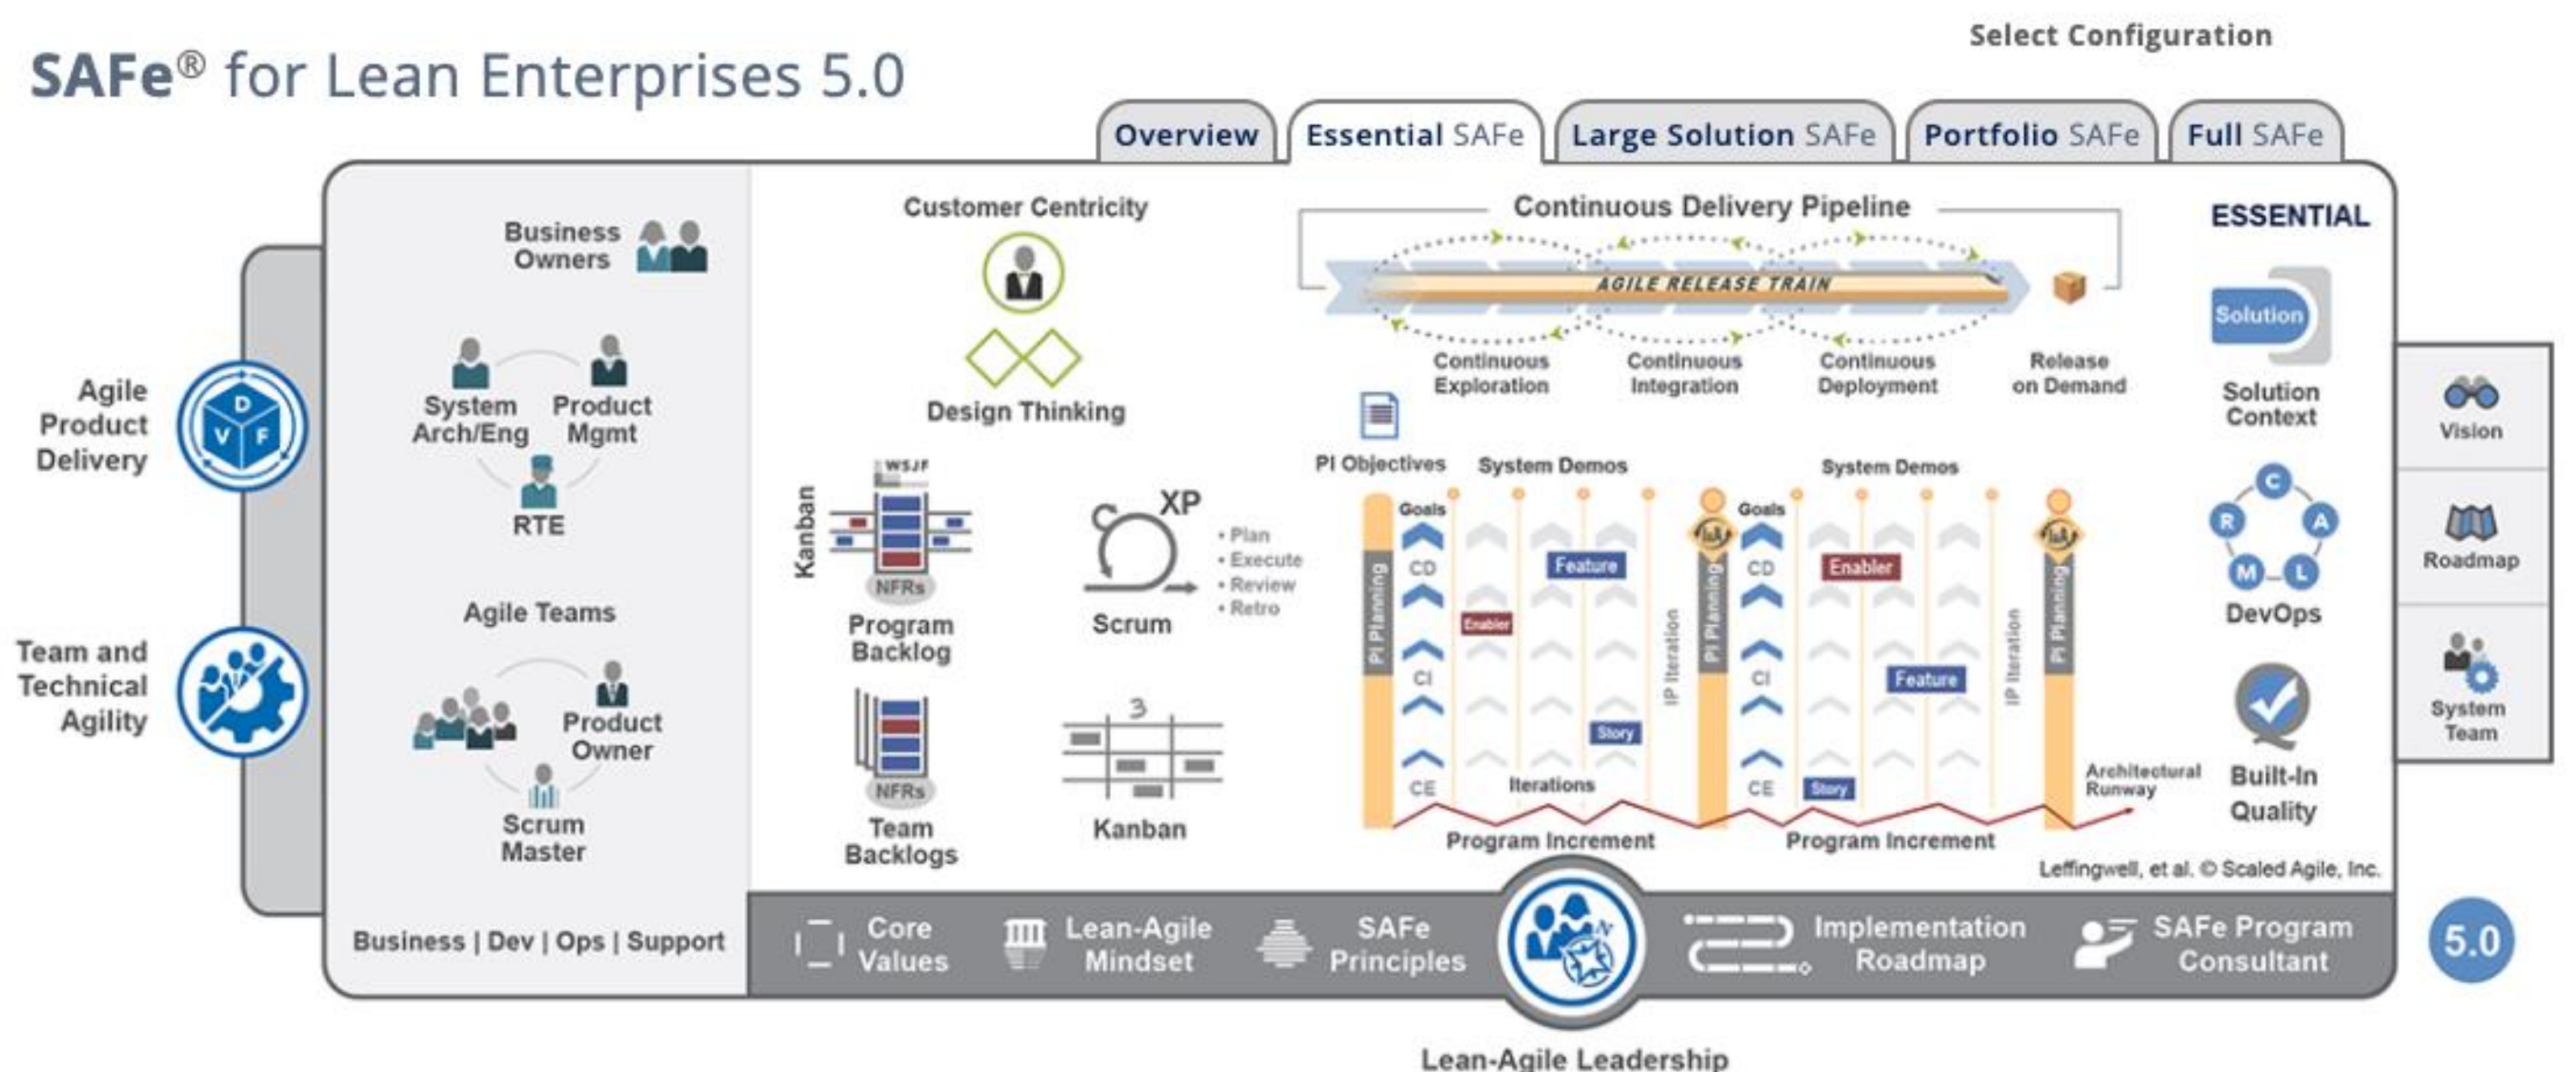 Select Configuration
SAFe® for Lean Enterprises 5.0
Overview
Essential SAFe
Large Solution SAFe
Portfolio SAFe
Full SAFe
Agile
Product
Delivery
D
V F
Team and
Technical
Agility
Business
Owners
System
Arch/Eng
Product
Mgmt
RTE
Agile Teams
Product
Owner
Scrum
Master
Business | Dev | Ops | Support
Customer Centricity
Design Thinking
Kanban
WSJF
NFRs
Program
Backlog
XP
• Plan
• Execute
• Review
• Retro
Scrum
NFRs
Team
Backlogs
3
Kanban
Continuous Delivery Pipeline
AGILE RELEASE TRAIN
Continuous
Exploration
Continuous
Integration
Continuous
Deployment
Release
on Demand
PI Objectives
System Demos
System Demos
PI Planning
Goals
CD
CI
CE
Enabler
Feature
Story
Iterations
IP Iteration
I&A
PI Planning
Goals
CD
CI
CE
Enabler
Feature
Story
IP Iteration
I&A
PI Planning
Architectural
Runway
Program Increment
Program Increment
ESSENTIAL
Solution
Solution
Context
C
R A
M L
DevOps
Built-In
Quality
Leffingwell, et al. © Scaled Agile, Inc.
Vision
Roadmap
System
Team
Core
Values
Lean-Agile
Mindset
SAFe
Principles
N
Implementation
Roadmap
SAFe Program
Consultant
5.0
Lean-Agile Leadership